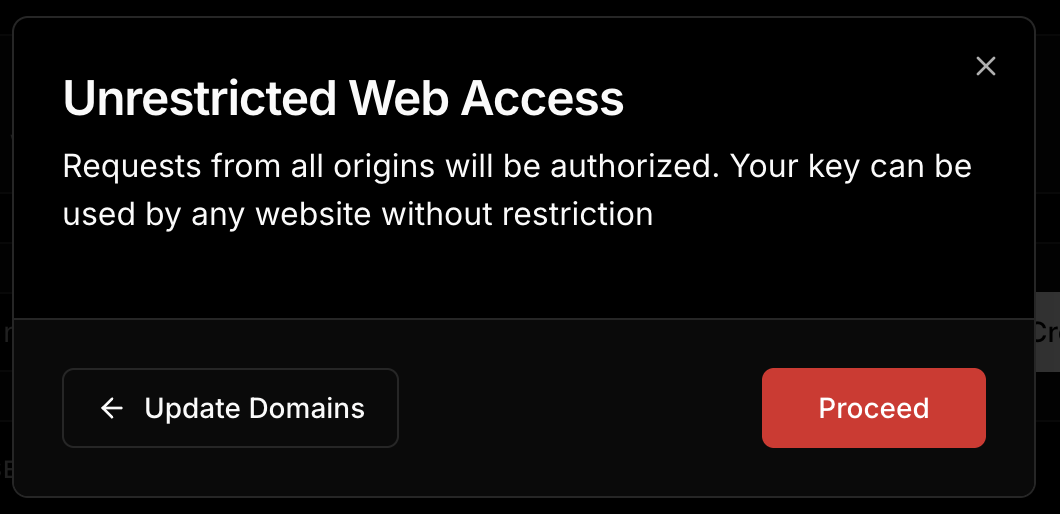 Unrestricted Web Access
Requests from all origins will be authorized. Your key can be
used by any website without restriction
Update Domains
Proceed